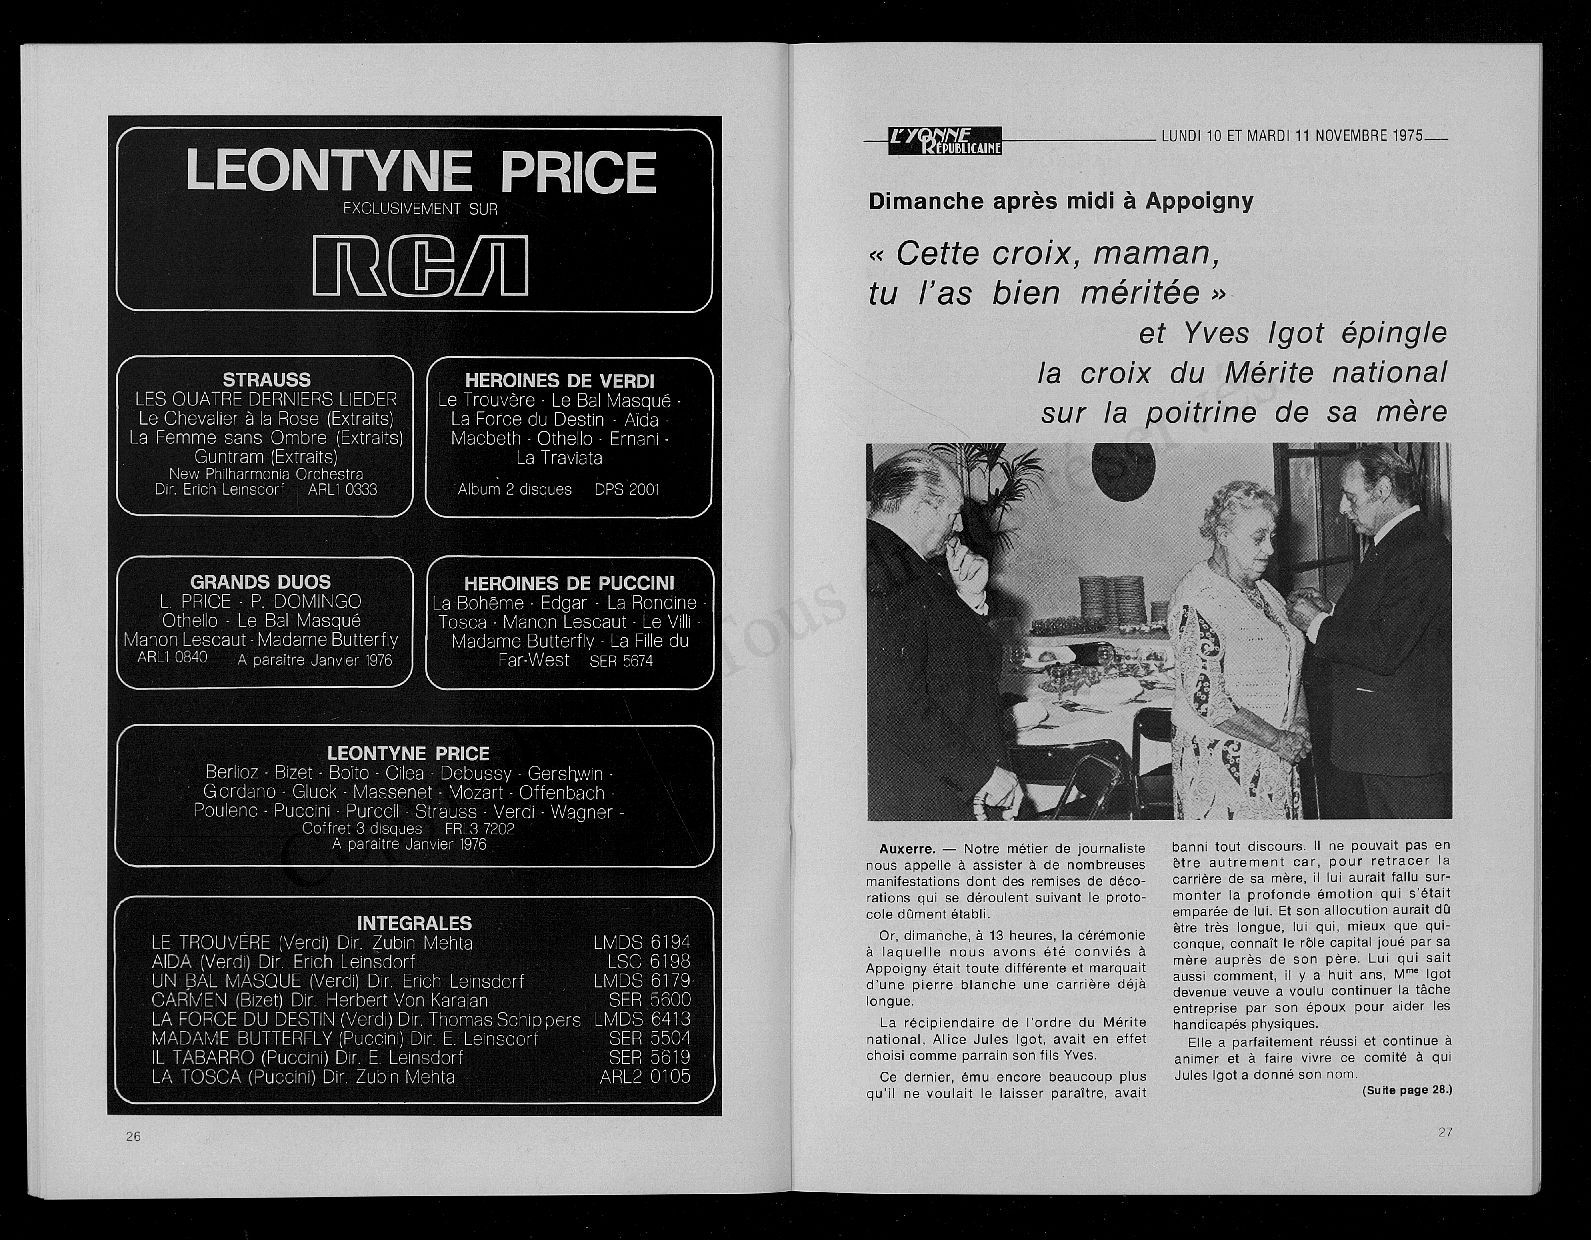 LEONTYNE PRICE
EXCLUSIVEMENT SUR
RCA
STRAUSS
LES QUATRE DERNIERS LIEDER
Le Chevalier à la Rose (Extraits)
La Femme sans Ombre (Extraits)
Guntram (Extraits)
New Philharmonia Orchestra
Dir. Erich Leinsdorf ARL1 0333
HEROINES DE VERDI
Le Trouvère - Le Bal Masqué -
La Force du Destin - Aïda -
Macbeth - Othello - Ernani -
La Traviata
Album 2 disques DPS 2001
GRANDS DUOS
L. PRICE - P. DOMINGO
Othello - Le Bal Masqué
Manon Lescaut - Madame Butterfly
ARL1 0840 A paraître Janvier 1976
HEROINES DE PUCCINI
La Bohême - Edgar - La Rondine -
Tosca - Manon Lescaut - Le Villi -
Madame Butterfly - La Fille du
Far-West SER 5674
LEONTYNE PRICE
Berlioz - Bizet - Boïto - Cilea - Debussy - Gershwin -
Giordano - Gluck - Massenet - Mozart - Offenbach -
Poulenc - Puccini - Purcell - Strauss - Verdi - Wagner -
Coffret 3 disques FRL3 7202
A paraitre Janvier 1976
INTEGRALES
LE TROUVERE (Verdi) Dir. Zubin Mehta LMDS 6194
AIDA (Verdi) Dir. Erich Leinsdorf LSC 6198
UN BAL MASQUE (Verdi) Dir. Erich Leinsdorf LMDS 6179
CARMEN (Bizet) Dir. Herbert Von Karajan SER 5600
LA FORCE DU DESTIN (Verdi) Dir. Thomas Schippers LMDS 6413
MADAME BUTTERFLY (Puccini) Dir. E. Leinsdorf SER 5504
IL TABARRO (Puccini) Dir. E. Leinsdorf SER 5619
LA TOSCA (Puccini) Dir. Zubin Mehta ARL2 0105
26
L'YONNE
RÉPUBLICAINE
LUNDI 10 ET MARDI 11 NOVEMBRE 1975
Dimanche après midi à Appoigny
« Cette croix, maman,
tu l'as bien méritée »
et Yves Igot épingle
la croix du Mérite national
sur la poitrine de sa mère
Auxerre. — Notre métier de journaliste
nous appelle à assister à de nombreuses
manifestations dont des remises de déco-
rations qui se déroulent suivant le proto-
cole dûment établi.
Or, dimanche, à 13 heures, la cérémonie
à laquelle nous avons été conviés à
Appoigny était toute différente et marquait
d'une pierre blanche une carrière déjà
longue.
La récipiendaire de l'ordre du Mérite
national, Alice Jules Igot, avait en effet
choisi comme parrain son fils Yves.
Ce dernier, ému encore beaucoup plus
qu'il ne voulait le laisser paraître, avait
banni tout discours. Il ne pouvait pas en
être autrement car, pour retracer la
carrière de sa mère, il lui aurait fallu sur-
monter la profonde émotion qui s'était
emparée de lui. Et son allocution aurait dû
être très longue, lui qui, mieux que qui-
conque, connaît le rôle capital joué par sa
mère auprès de son père. Lui qui sait
aussi comment, il y a huit ans, Mme Igot
devenue veuve a voulu continuer la tâche
entreprise par son époux pour aider les
handicapés physiques.
Elle a parfaitement réussi et continue à
animer et à faire vivre ce comité à qui
Jules Igot a donné son nom.
(Suite page 28.)
27
Tous